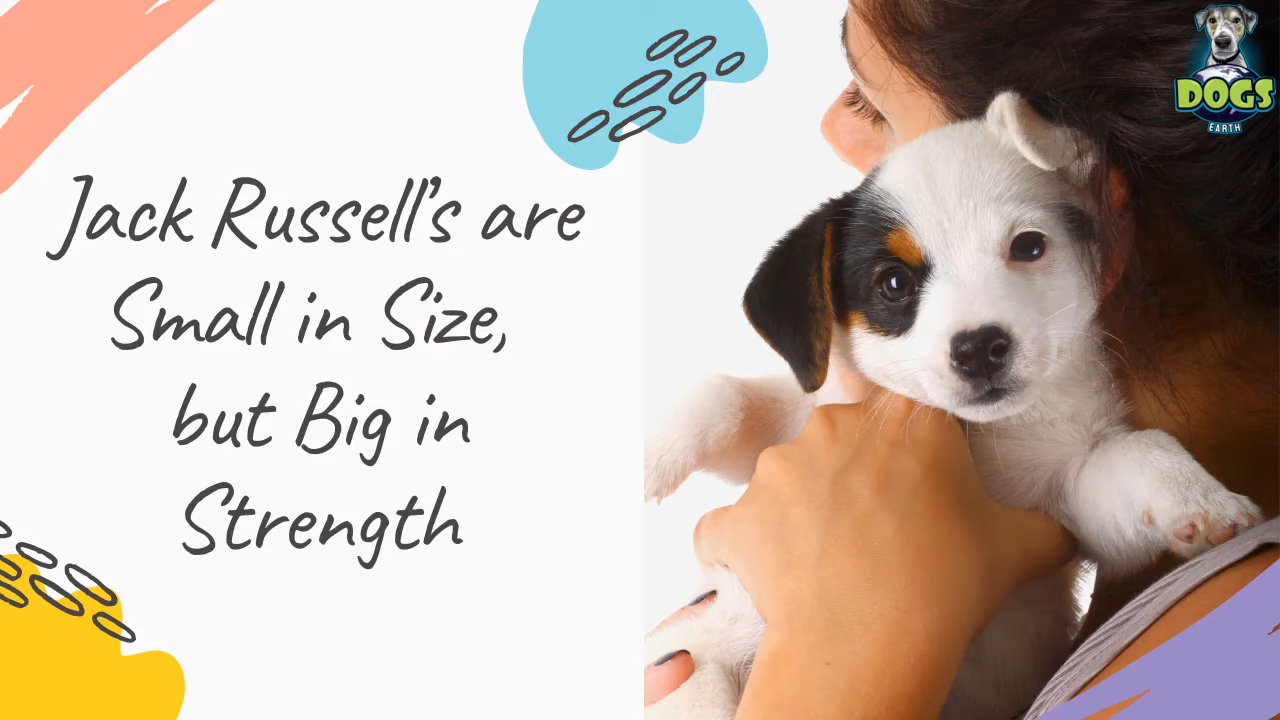 Jack Russell's are
Small in Size,
but Big in
Strength
DOGS
EARTH